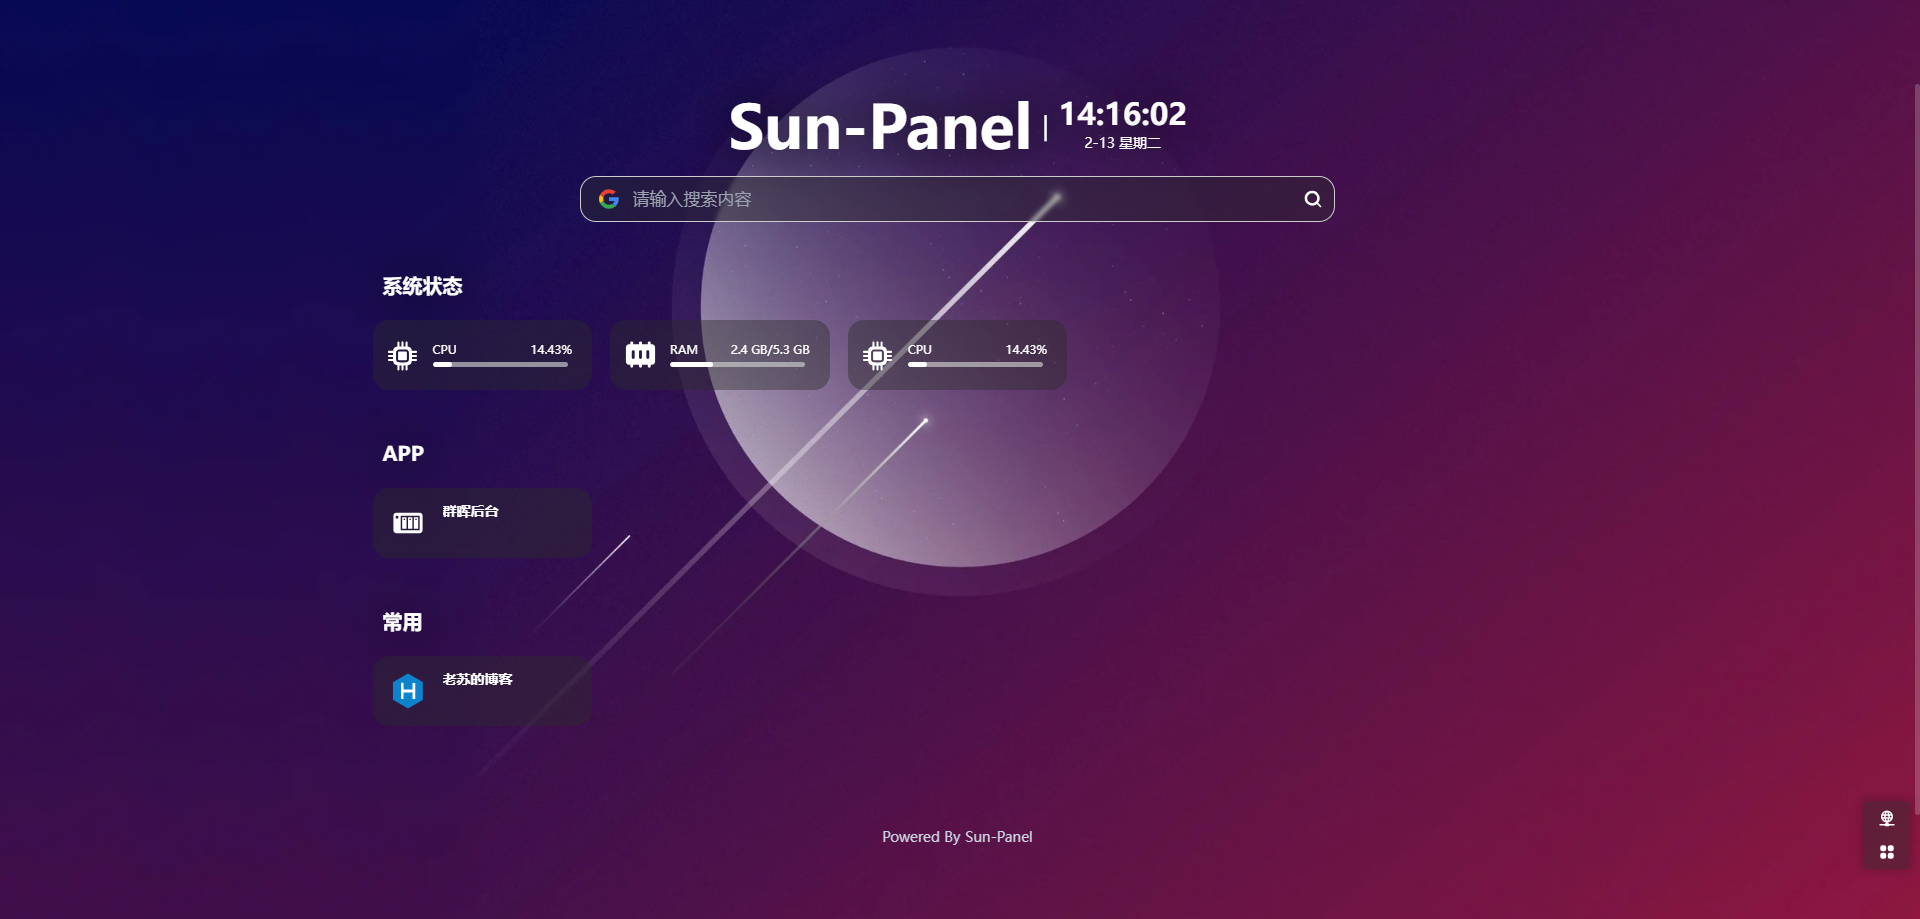 Sun-Panel
14:16:02
2-13 星期二
请输入搜索内容
系统状态
CPU 14.43%
RAM 2.4 GB/5.3 GB
CPU 14.43%
APP
群晖后台
常用
老苏的博客
Powered By Sun-Panel